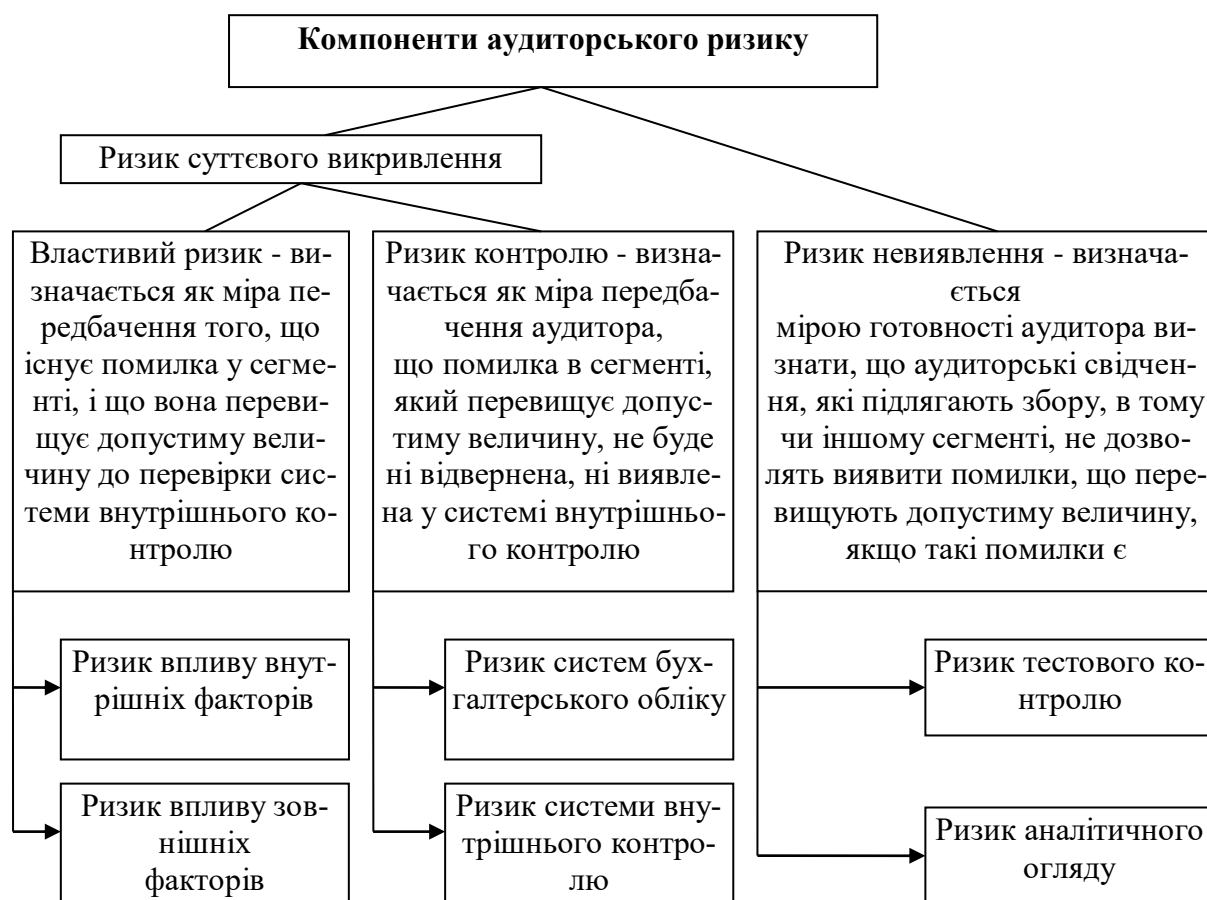 Компоненти аудиторського ризику
Ризик суттєвого викривлення
Властивий ризик - ви-
значається як міра пе-
редбачення того, що
існує помилка у сегме-
нті, і що вона переви-
щує допустиму вели-
чину до перевірки сис-
теми внутрішнього ко-
нтролю
Ризик контролю - визна-
чається як міра передба-
чення аудитора,
що помилка в сегменті,
який перевищує допус-
тиму величину, не буде
ні відвернена, ні виявле-
на у системі внутрішньо-
го контролю
Ризик невиявлення - визнача-
ється
мірою готовності аудитора ви-
знати, що аудиторські свідчен-
ня, які підлягають збору, в тому
чи іншому сегменті, не дозво-
лять виявити помилки, що пере-
вищують допустиму величину,
якщо такі помилки є
Ризик впливу внут-
рішніх факторів
Ризик систем бух-
галтерського обліку
Ризик тестового ко-
нтролю
Ризик впливу зов-
нішніх
факторів
Ризик системи вну-
трішнього контро-
лю
Ризик аналітичного
огляду